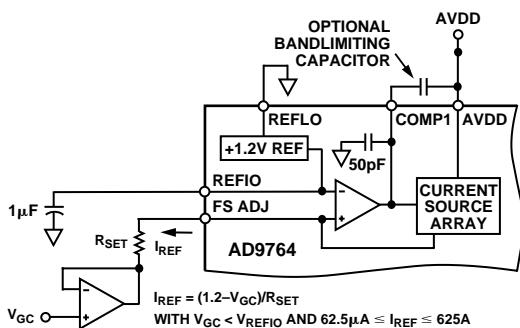 OPTIONAL
BANDLIMITING
CAPACITOR
AVDD
REFLO
COMP1
AVDD
+1.2V REF
50pF
REFIO
1μF
FS ADJ
CURRENT
SOURCE
ARRAY
RSET
IREF
AD9764
VGC
IREF = (1.2–VGC)/RSET
WITH VGC < VREFIO AND 62.5μA ≤ IREF ≤ 625A